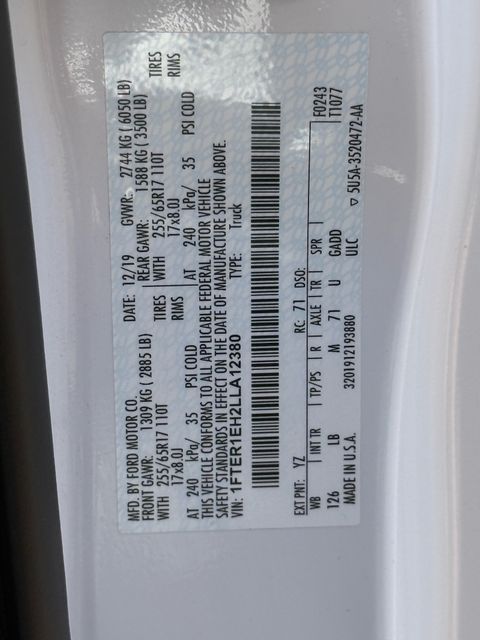 MFD. BY FORD MOTOR CO. DATE: 12/19 GVWR: 2744 KG ( 6050 LB)
FRONT GAWR: 1309 KG ( 2885 LB) REAR GAWR: 1588 KG ( 3500 LB)
WITH 255/65R17 110T TIRES WITH 255/65R17 110T TIRES
17x8.0J RIMS 17x8.0J RIMS
AT 240 kPa/ 35 PSI COLD AT 240 kPa/ 35 PSI COLD
THIS VEHICLE CONFORMS TO ALL APPLICABLE FEDERAL MOTOR VEHICLE
SAFETY STANDARDS IN EFFECT ON THE DATE OF MANUFACTURE SHOWN ABOVE.
VIN: 1FTER1EH2LLA12380 TYPE: Truck
EXT PNT: YZ RC: 71 DSO: F0243
WB INT TR TP/PS R AXLE TR SPR T1077
126 LB M 71 U GADD
MADE IN U.S.A. 3201912193880 ULC ▽ 5U5A-3520472-AA